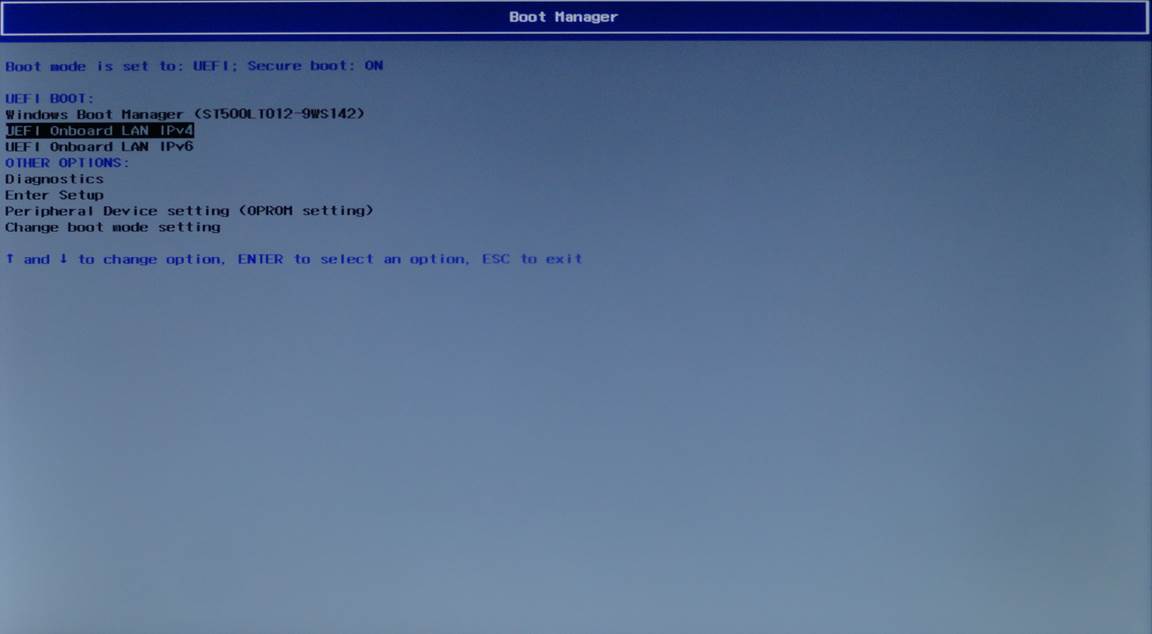 Boot Manager
Boot mode is set to: UEFI; Secure boot: ON
UEFI BOOT:
Windows Boot Manager (ST500LT012-9WS142)
UEFI Onboard LAN IPv4
UEFI Onboard LAN IPv6
OTHER OPTIONS:
Diagnostics
Enter Setup
Peripheral Device setting (OPROM setting)
Change boot mode setting
↑ and ↓ to change option, ENTER to select an option, ESC to exit